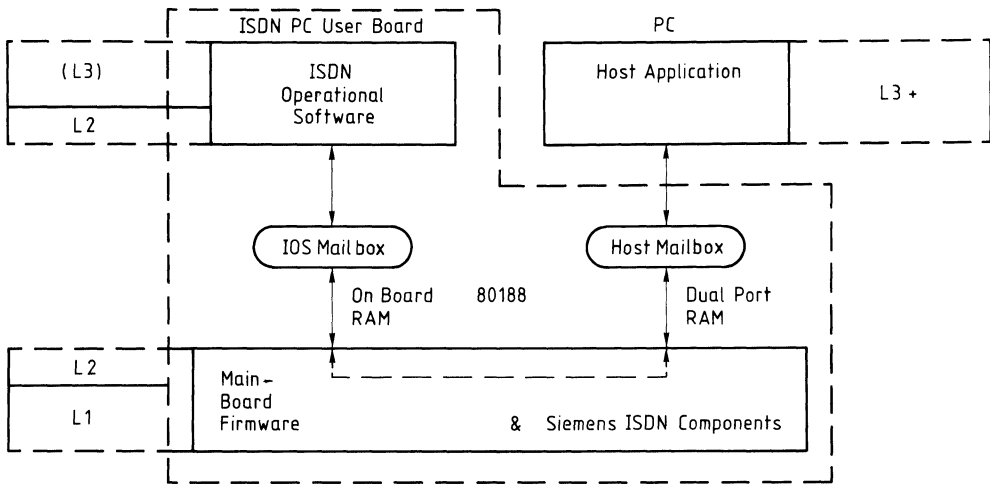 ISDN PC User Board
PC
(L3)
L2
ISDN
Operational
Software
Host Application
L3 +
IOS Mailbox
Host Mailbox
On Board 80188
RAM
Dual Port
RAM
L2
L1
Main-
Board
Firmware
& Siemens ISDN Components